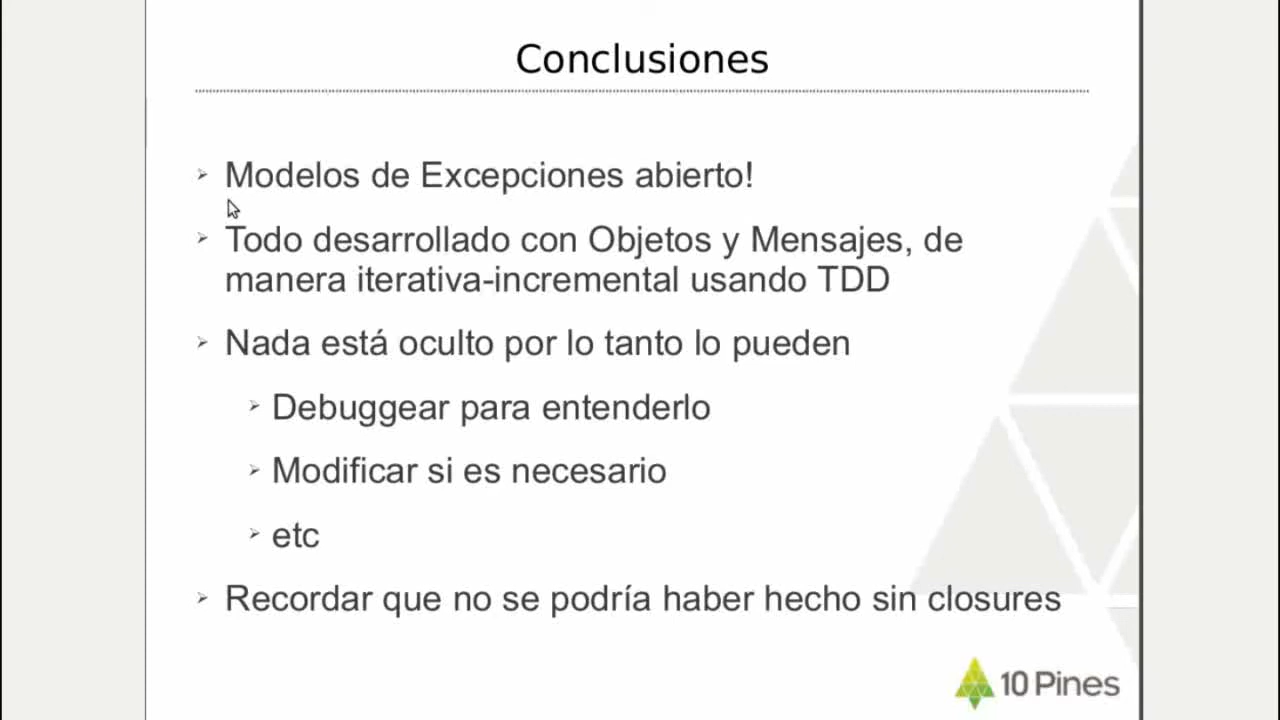 Conclusiones
Modelos de Excepciones abierto!
Todo desarrollado con Objetos y Mensajes, de
manera iterativa-incremental usando TDD
Nada está oculto por lo tanto lo pueden
Debuggear para entenderlo
Modificar si es necesario
etc
Recordar que no se podría haber hecho sin closures
10 Pines